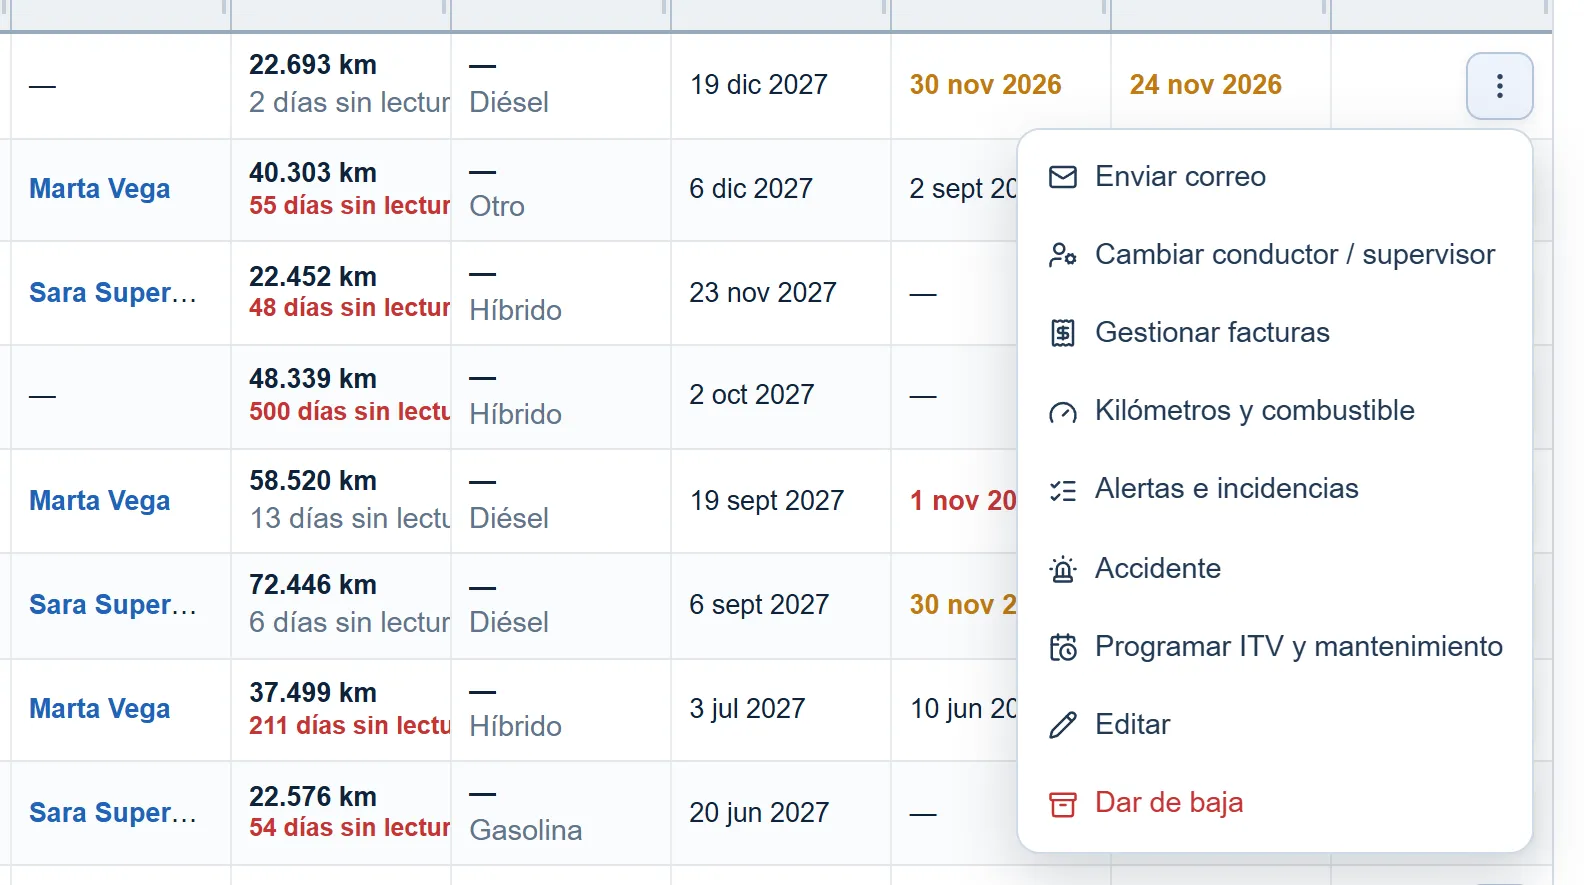 —
22.693 km
2 días sin lectur
—
Diésel
19 dic 2027
30 nov 2026
24 nov 2026
Marta Vega
40.303 km
55 días sin lectur
—
Otro
6 dic 2027
2 sept 20
Sara Super…
22.452 km
48 días sin lectur
—
Híbrido
23 nov 2027
—
—
48.339 km
500 días sin lectu
—
Híbrido
2 oct 2027
—
Marta Vega
58.520 km
13 días sin lectu
—
Diésel
19 sept 2027
1 nov 20
Sara Super…
72.446 km
6 días sin lectur
—
Diésel
6 sept 2027
30 nov 2
Marta Vega
37.499 km
211 días sin lectu
—
Híbrido
3 jul 2027
10 jun 20
Sara Super…
22.576 km
54 días sin lectur
—
Gasolina
20 jun 2027
—
Enviar correo
Cambiar conductor / supervisor
Gestionar facturas
Kilómetros y combustible
Alertas e incidencias
Accidente
Programar ITV y mantenimiento
Editar
Dar de baja